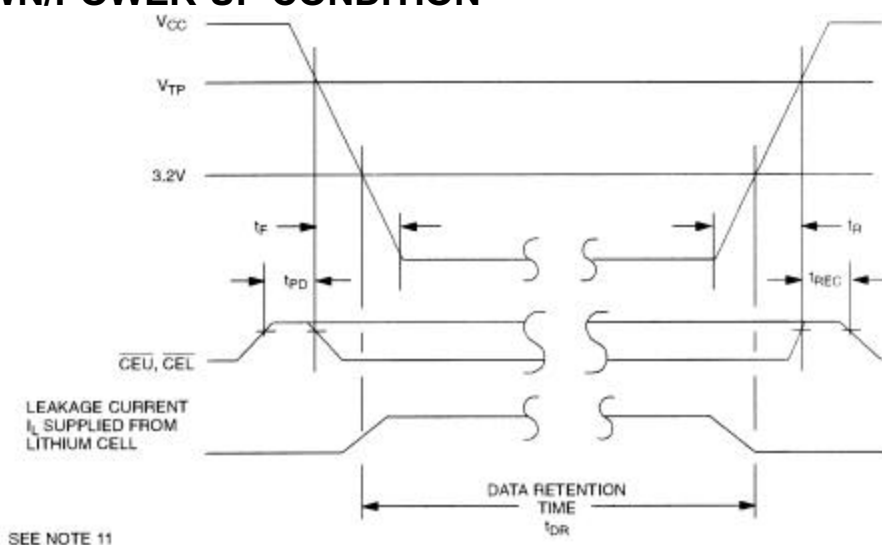 WN/POWER-UP CONDITION
VCC
VTP
3.2V
tF
tR
tPD
tREC
CEU, CEL
LEAKAGE CURRENT
IL SUPPLIED FROM
LITHIUM CELL
DATA RETENTION
TIME
tDR
SEE NOTE 11